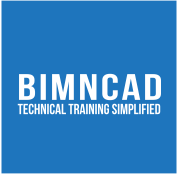 BIMNCAD
TECHNICAL TRAINING SIMPLIFIED